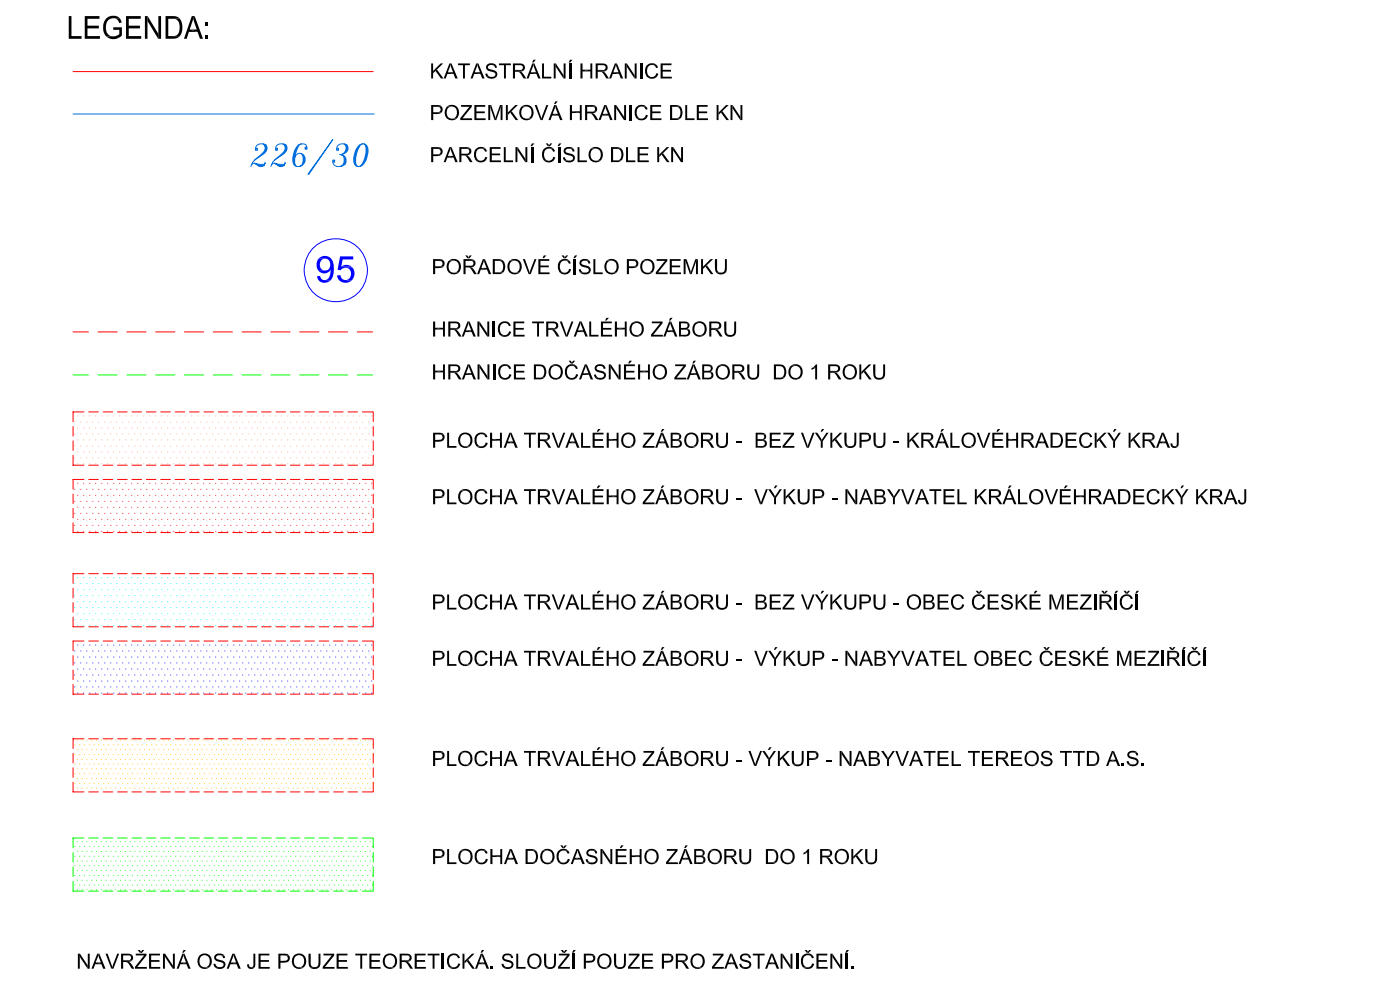 LEGENDA:
KATASTRÁLNÍ HRANICE
POZEMKOVÁ HRANICE DLE KN
226/30 PARCELNÍ ČÍSLO DLE KN
95 POŘADOVÉ ČÍSLO POZEMKU
HRANICE TRVALÉHO ZÁBORU
HRANICE DOČASNÉHO ZÁBORU DO 1 ROKU
PLOCHA TRVALÉHO ZÁBORU - BEZ VÝKUPU - KRÁLOVÉHRADECKÝ KRAJ
PLOCHA TRVALÉHO ZÁBORU - VÝKUP - NABYVATEL KRÁLOVÉHRADECKÝ KRAJ
PLOCHA TRVALÉHO ZÁBORU - BEZ VÝKUPU - OBEC ČESKÉ MEZIŘÍČÍ
PLOCHA TRVALÉHO ZÁBORU - VÝKUP - NABYVATEL OBEC ČESKÉ MEZIŘÍČÍ
PLOCHA TRVALÉHO ZÁBORU - VÝKUP - NABYVATEL TEREOS TTD A.S.
PLOCHA DOČASNÉHO ZÁBORU DO 1 ROKU
NAVRŽENÁ OSA JE POUZE TEORETICKÁ. SLOUŽÍ POUZE PRO ZASTANIČENÍ.